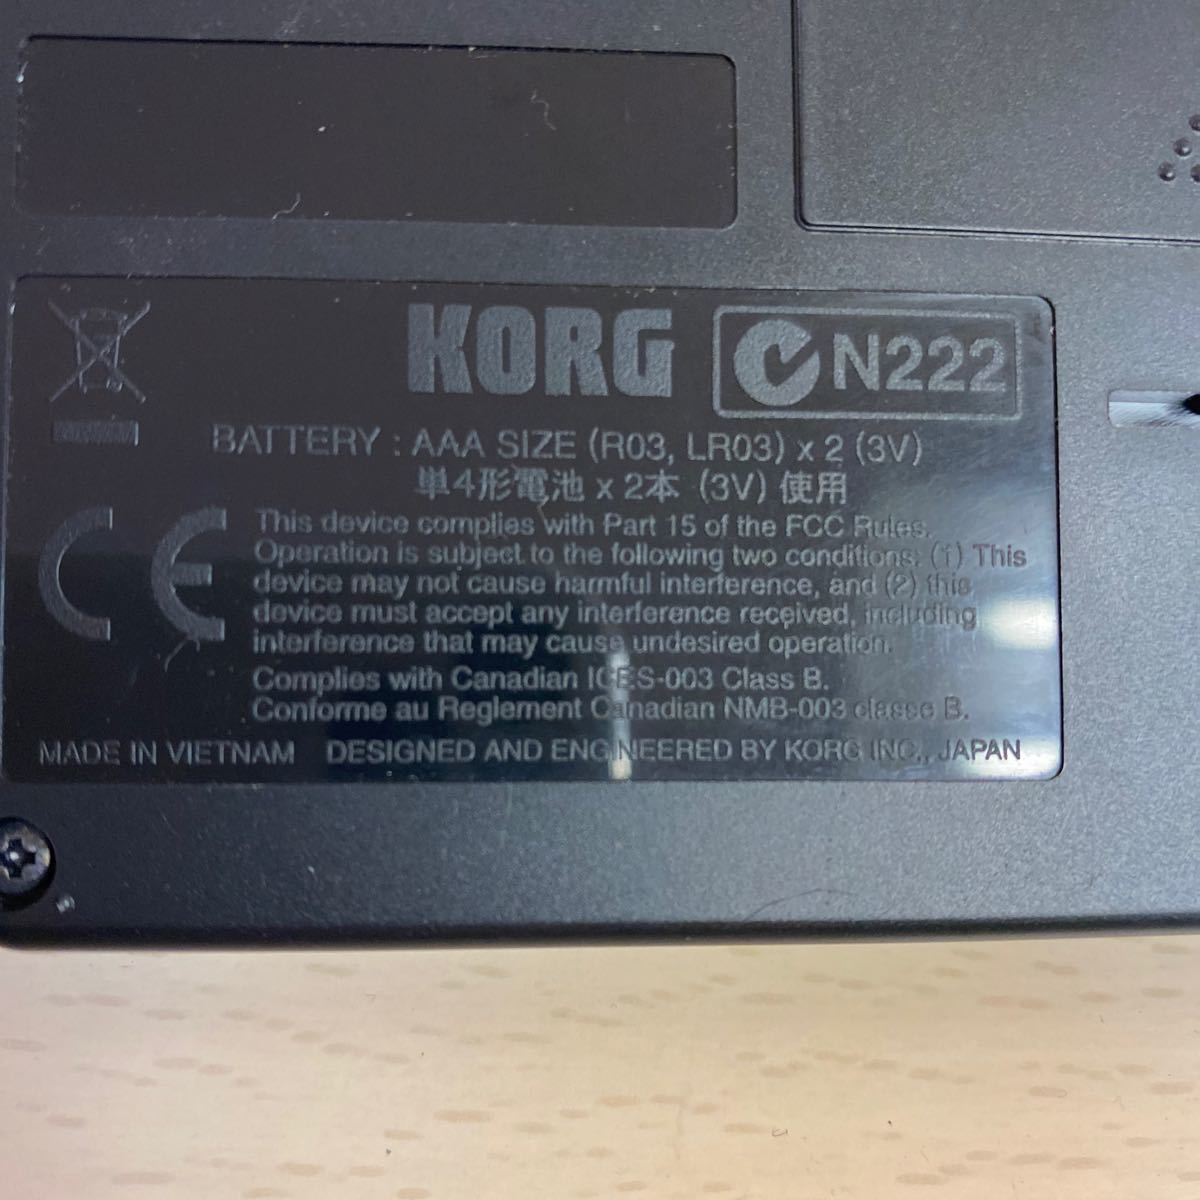 KORG N222
BATTERY : AAA SIZE (R03, LR03) x 2 (3V)
単4形電池 x 2本 (3V) 使用
This device complies with Part 15 of the FCC Rules.
Operation is subject to the following two conditions: (1) This
device may not cause harmful interference, and (2) this
device must accept any interference received, including
interference that may cause undesired operation.
Complies with Canadian ICES-003 Class B.
Conforme au Reglement Canadian NMB-003 classe B.
MADE IN VIETNAM DESIGNED AND ENGINEERED BY KORG INC., JAPAN
CE